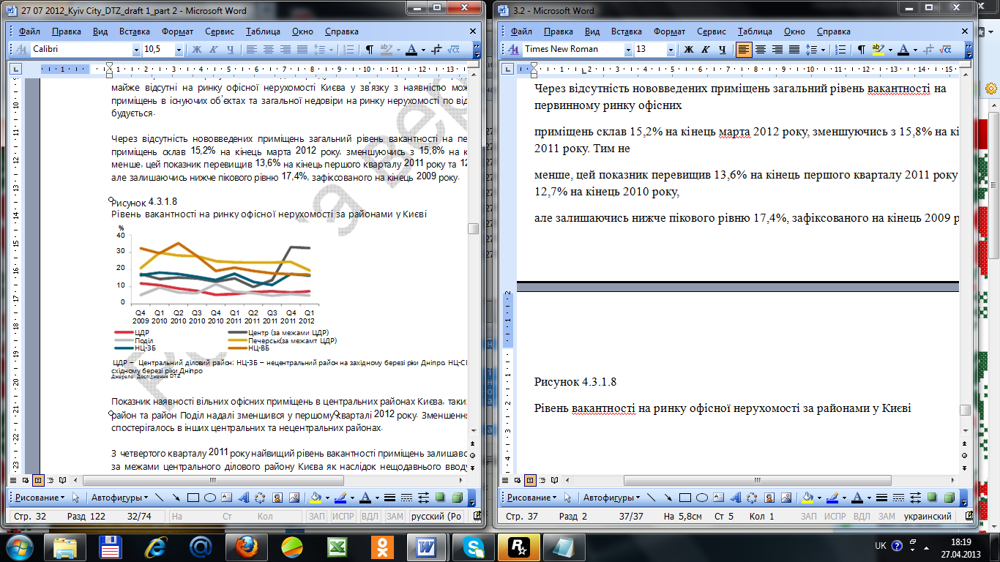 27 07 2012_Kyiv City_DTZ_draft 1_part 2 - Microsoft Word
Файл Правка Вид Вставка Формат Сервис Таблица Окно Справка
Calibri 10,5 Ж К Ч
майже відсутні на ринку офісної нерухомості Києва у зв'язку з наявністю мож
приміщень в існуючих об'єктах та загальної недовіри на ринку нерухомості по від
будується.
Через відсутність нововведених приміщень загальний рівень вакантності на пе
приміщень склав 15,2% на кінець марта 2012 року, зменшуючись з 15,8% на к
менше, цей показник перевищив 13,6% на кінець першого кварталу 2011 року та 12
але залишаючись нижче пікового рівню 17,4%, зафіксованого на кінець 2009 року.
Рисунок 4.3.1.8
Рівень вакантності на ринку офісної нерухомості за районами у Києві
%
40
30
20
10
0
Q4 Q1 Q2 Q3 Q4 Q1 Q2 Q3 Q4 Q1
2009 2010 2010 2010 2010 2011 2011 2011 2011 2012
ЦДР Центр (за межами ЦДР)
Поділ Печерськ(за межамт ЦДР)
НЦ-ЗБ НЦ-ВБ
ЦДР – Центральний діловий район; НЦ-ЗБ – нецентральний район на західному березі ріки Дніпро НЦ-СІ
східному березі ріки Дніпро
Джерело: Дослідження DTZ
Показник наявності вільних офісних приміщень в центральних районах Києва, таких
район та район Поділ надалі зменшився у першому кварталі 2012 року. Зменшенн
спостерігалось в інших центральних та нецентральних районах.
З четвертого кварталу 2011 року найвищий рівень вакантності приміщень залишавс
за межами центрального ділового району Києва як наслідок нещодавнього вводу
Рисование Автофигуры
Стр. 32 Разд 122 32/74 На Ст Кол ЗАП ИСПР ВДЛ ЗАМ русский (Ро
3.2 - Microsoft Word
Файл Правка Вид Вставка Формат Сервис Таблица Окно Справка
Times New Roman 13 Ж К Ч
Через відсутність нововведених приміщень загальний рівень вакантності на
первинному ринку офісних
приміщень склав 15,2% на кінець марта 2012 року, зменшуючись з 15,8% на кі
2011 року. Тим не
менше, цей показник перевищив 13,6% на кінець першого кварталу 2011 року
12,7% на кінець 2010 року,
але залишаючись нижче пікового рівню 17,4%, зафіксованого на кінець 2009 р
Рисунок 4.3.1.8
Рівень вакантності на ринку офісної нерухомості за районами у Києві
Рисование Автофигуры
Стр. 37 Разд 2 37/37 На 5,8см Ст 5 Кол 1 ЗАП ИСПР ВДЛ ЗАМ украинский
UK 18:19
27.04.2013